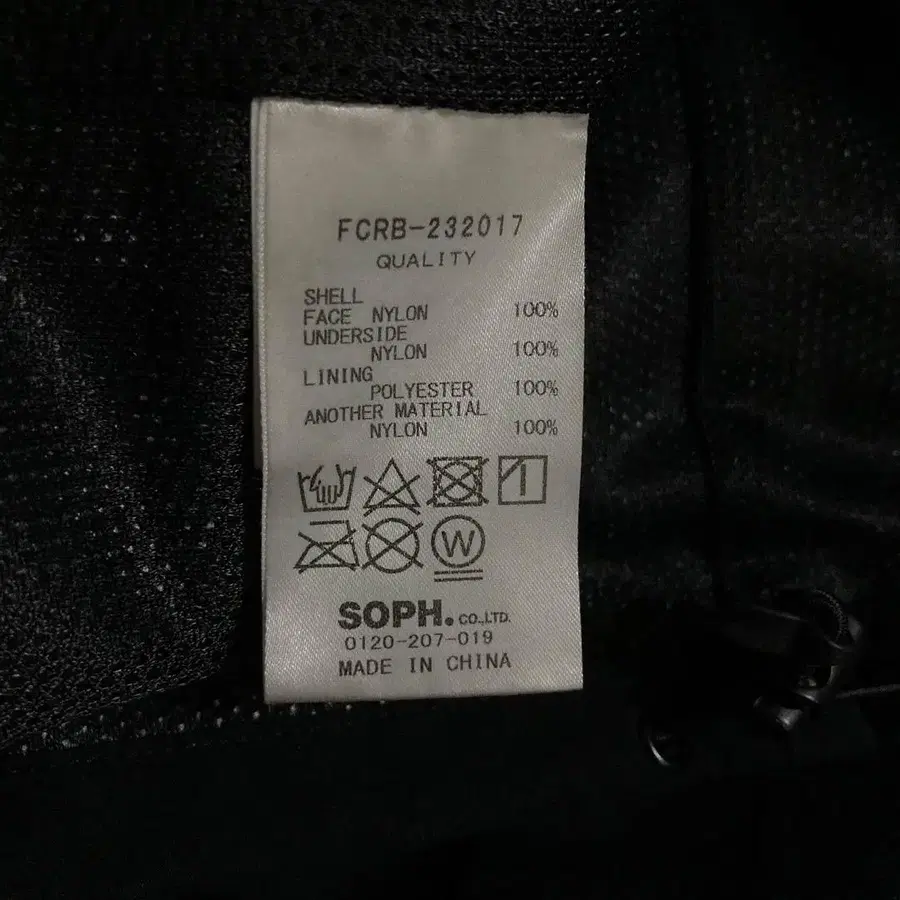 FCRB-232017
QUALITY
SHELL
FACE NYLON 100%
UNDERSIDE
NYLON 100%
LINING
POLYESTER 100%
ANOTHER MATERIAL
NYLON 100%
W
SOPH. CO.,LTD.
0120-207-019
MADE IN CHINA